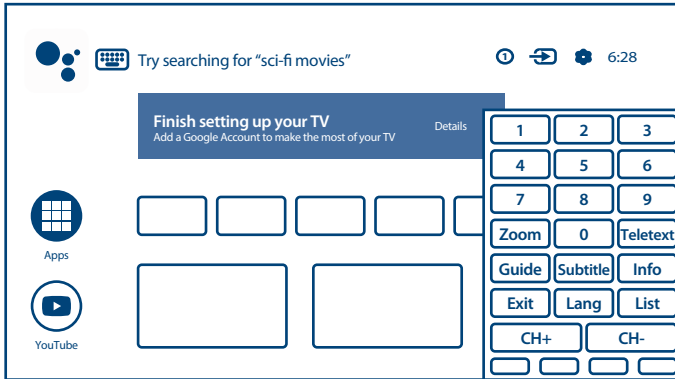 Try searching for “sci-fi movies”
1
6:28
Finish setting up your TV
Add a Google Account to make the most of your TV
Details
1 2 3
4 5 6
7 8 9
Zoom 0 Teletext
Guide Subtitle Info
Exit Lang List
CH+ CH-
Apps
YouTube